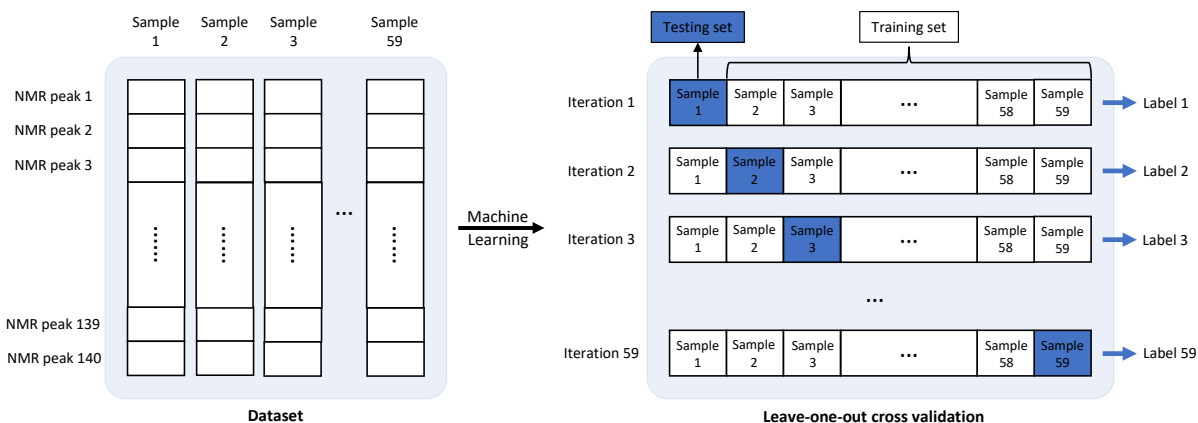 Sample
1
Sample
2
Sample
3
Sample
59
NMR peak 1
NMR peak 2
NMR peak 3
...
......
......
......
......
NMR peak 139
NMR peak 140
Dataset
Machine
Learning
Testing set
Training set
Iteration 1
Sample
1
Sample
2
Sample
3
...
Sample
58
Sample
59
Label 1
Iteration 2
Sample
1
Sample
2
Sample
3
...
Sample
58
Sample
59
Label 2
Iteration 3
Sample
1
Sample
2
Sample
3
...
Sample
58
Sample
59
Label 3
...
Iteration 59
Sample
1
Sample
2
Sample
3
...
Sample
58
Sample
59
Label 59
Leave-one-out cross validation